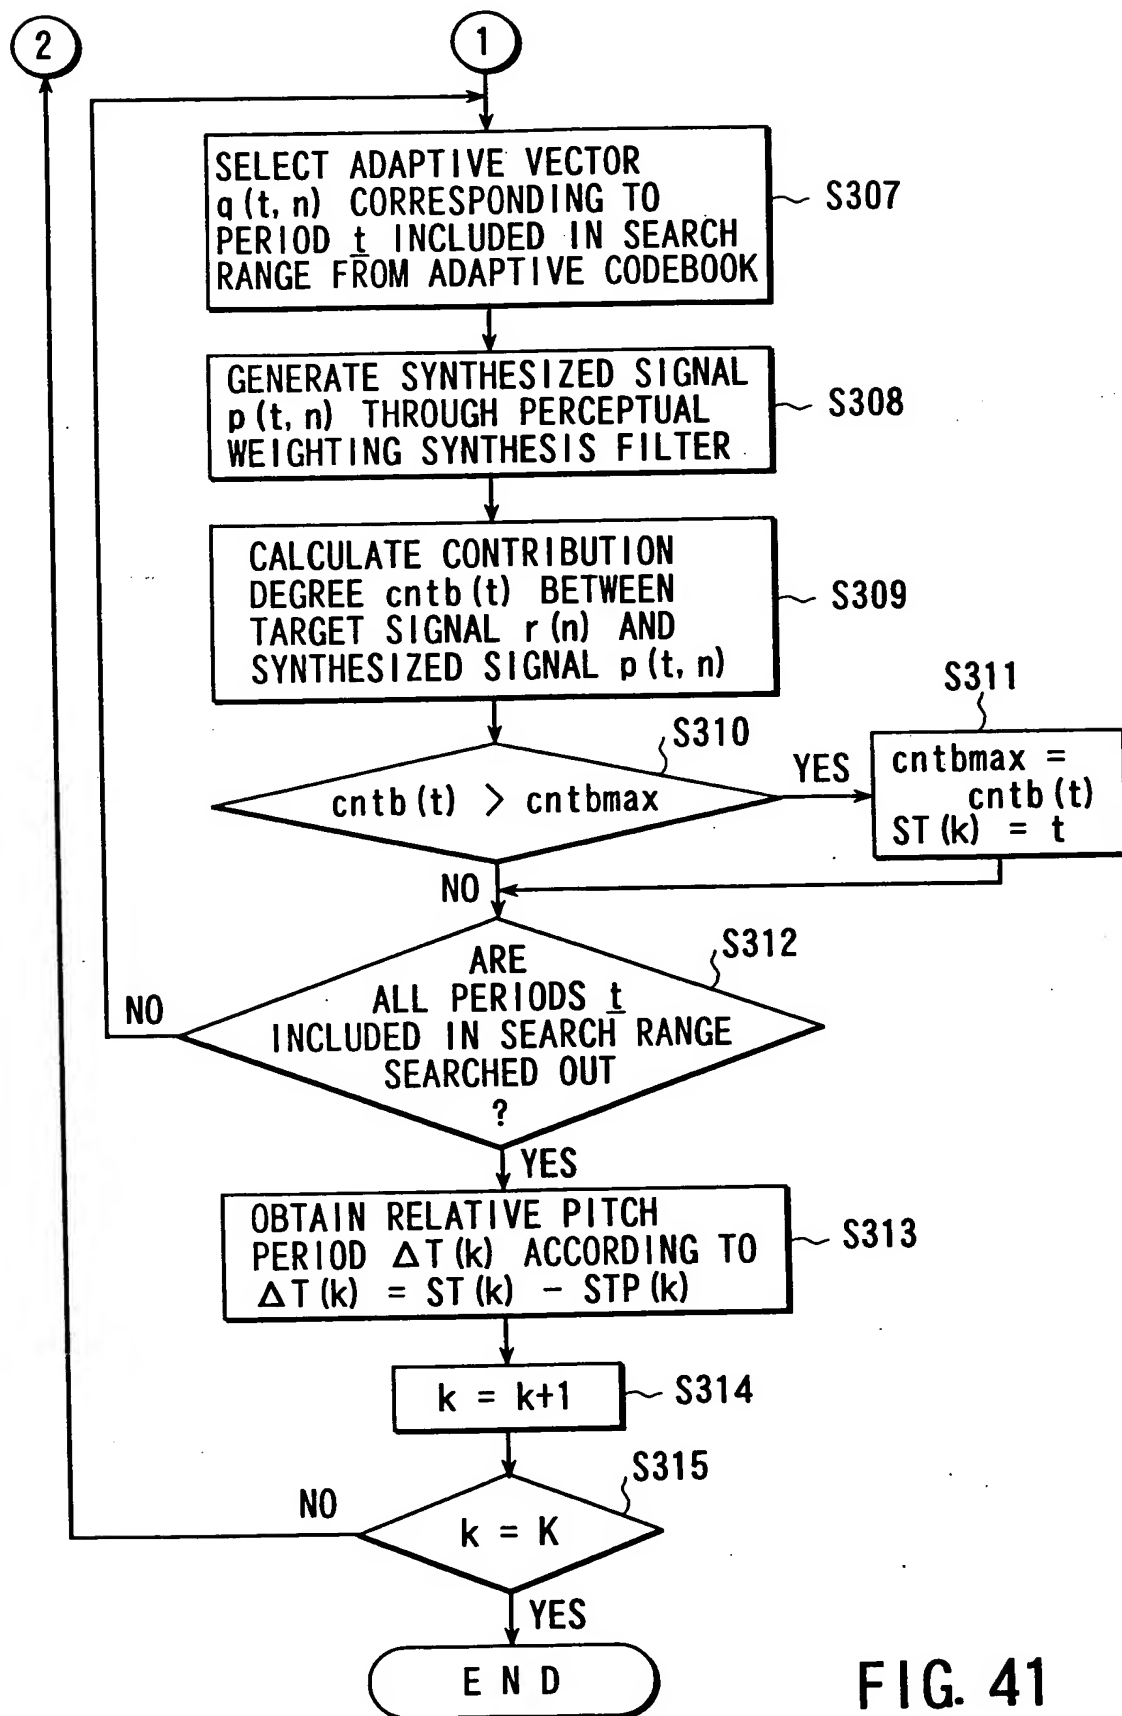 2
1
SELECT ADAPTIVE VECTOR
q(t, n) CORRESPONDING TO
PERIOD t INCLUDED IN SEARCH
RANGE FROM ADAPTIVE CODEBOOK
S307
GENERATE SYNTHESIZED SIGNAL
p(t, n) THROUGH PERCEPTUAL
WEIGHTING SYNTHESIS FILTER
S308
CALCULATE CONTRIBUTION
DEGREE cntb(t) BETWEEN
TARGET SIGNAL r(n) AND
SYNTHESIZED SIGNAL p(t, n)
S309
S310
cntb(t) > cntbmax
YES
S311
cntbmax =
cntb(t)
ST(k) = t
NO
S312
ARE
ALL PERIODS t
INCLUDED IN SEARCH RANGE
SEARCHED OUT
?
NO
YES
OBTAIN RELATIVE PITCH
PERIOD ΔT(k) ACCORDING TO
ΔT(k) = ST(k) - STP(k)
S313
k = k+1
S314
S315
k = K
NO
YES
END
FIG. 41